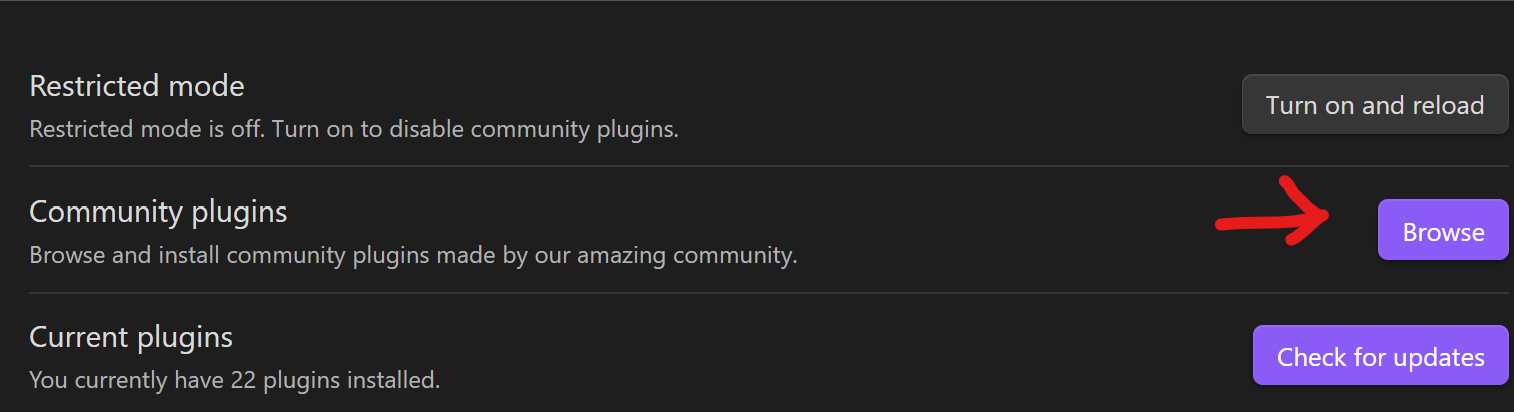 Restricted mode
Turn on and reload
Restricted mode is off. Turn on to disable community plugins.
Community plugins
Browse
Browse and install community plugins made by our amazing community.
Current plugins
Check for updates
You currently have 22 plugins installed.